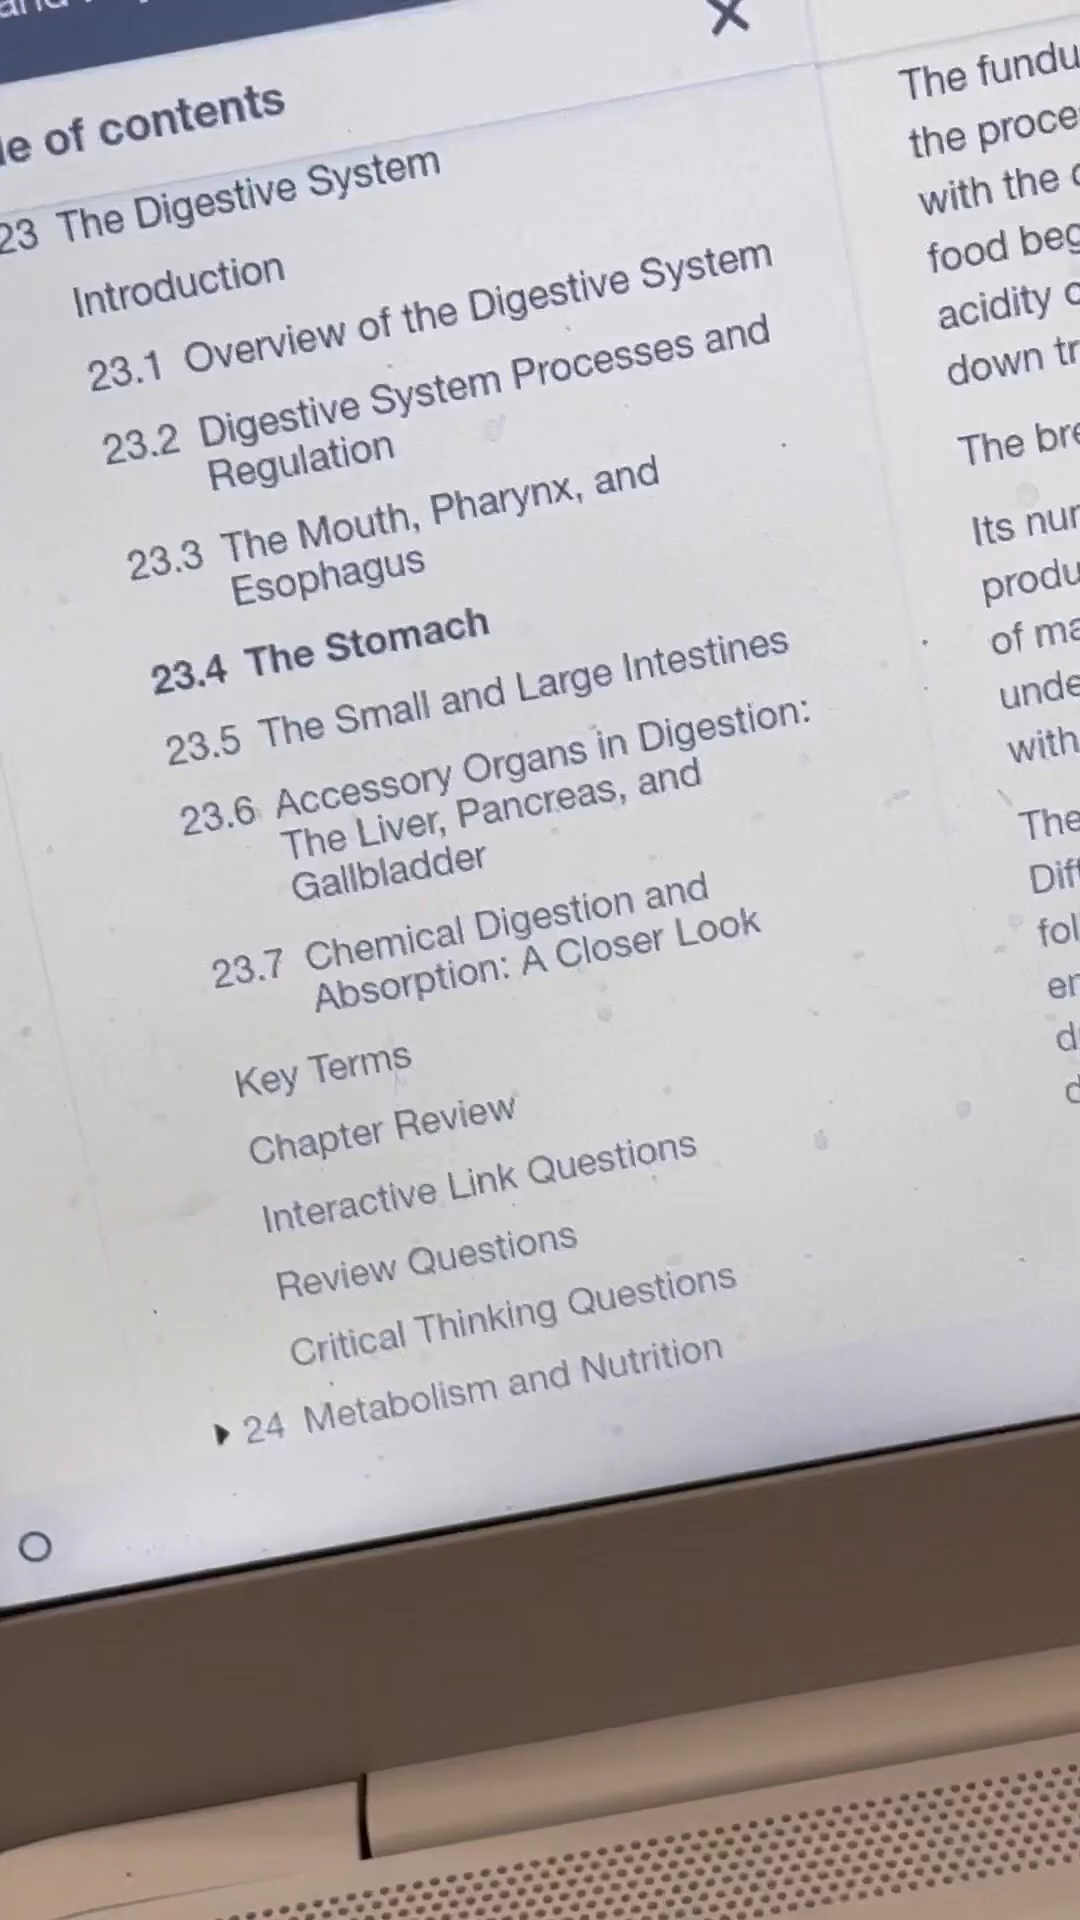 le of contents
23 The Digestive System
Introduction
23.1 Overview of the Digestive System
23.2 Digestive System Processes and
Regulation
23.3 The Mouth, Pharynx, and
Esophagus
23.4 The Stomach
23.5 The Small and Large Intestines
23.6 Accessory Organs in Digestion:
The Liver, Pancreas, and
Gallbladder
23.7 Chemical Digestion and
Absorption: A Closer Look
Key Terms
Chapter Review
Interactive Link Questions
Review Questions
Critical Thinking Questions
24 Metabolism and Nutrition
The fundu
the proce
with the
food beg
acidity
down tr
The bre
Its nur
produ
of ma
unde
with
The
Diff
fol
er
d